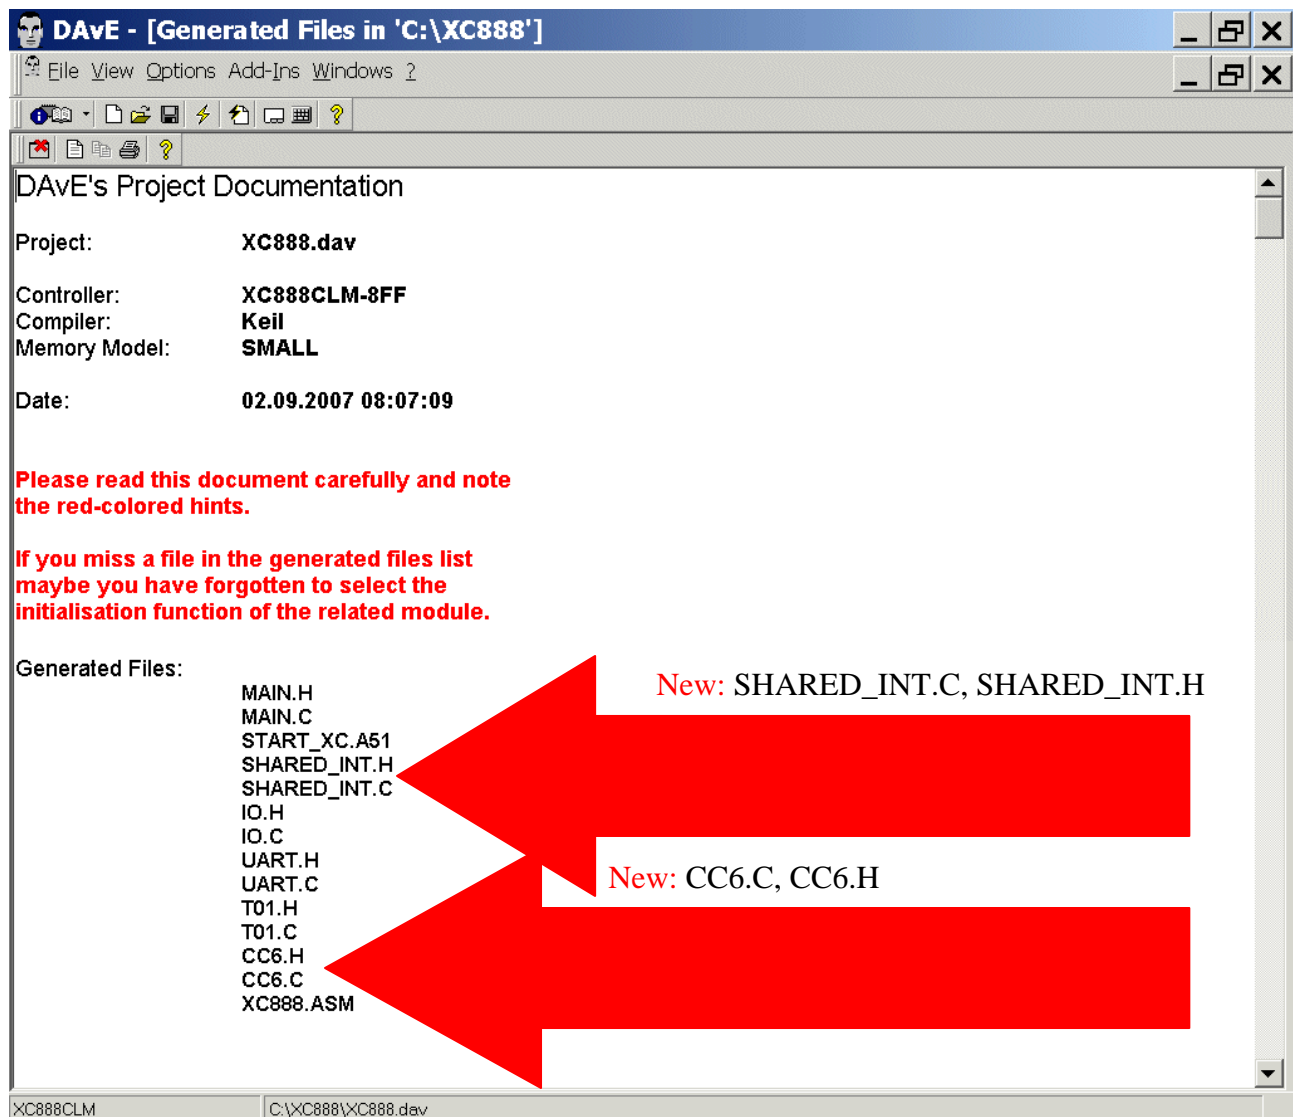 DAvE - [Generated Files in 'C:\XC888']
File View Options Add-Ins Windows ?
DAvE's Project Documentation
Project: XC888.dav
Controller: XC888CLM-8FF
Compiler: Keil
Memory Model: SMALL
Date: 02.09.2007 08:07:09
Please read this document carefully and note
the red-colored hints.
If you miss a file in the generated files list
maybe you have forgotten to select the
initialisation function of the related module.
Generated Files:
New: SHARED_INT.C, SHARED_INT.H
MAIN.H
MAIN.C
START_XC.A51
SHARED_INT.H
SHARED_INT.C
IO.H
IO.C
UART.H
New: CC6.C, CC6.H
UART.C
T01.H
T01.C
CC6.H
CC6.C
XC888.ASM
XC888CLM C:\XC888\XC888.dav